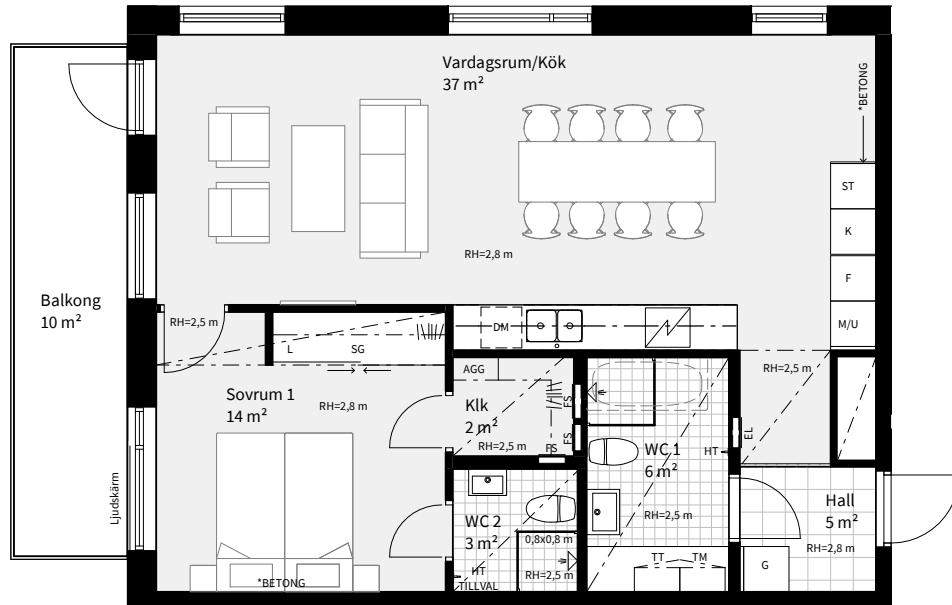 Vardagsrum/Kök
37 m²
*BETONG
ST
K
F
M/U
RH=2,8 m
Balkong
10 m²
RH=2,5 m
DM
L
SG
AGG
RH=2,5 m
Sovrum 1
14 m²
RH=2,8 m
Klk
2 m²
RH=2,5 m
FS
FS
FS
EL
WC 1
6 m²
HT
RH=2,5 m
Ljudskärm
WC 2
3 m²
0,8x0,8 m
HT
TILLVAL
RH=2,5 m
TT
TM
Hall
5 m²
RH=2,8 m
G
*BETONG